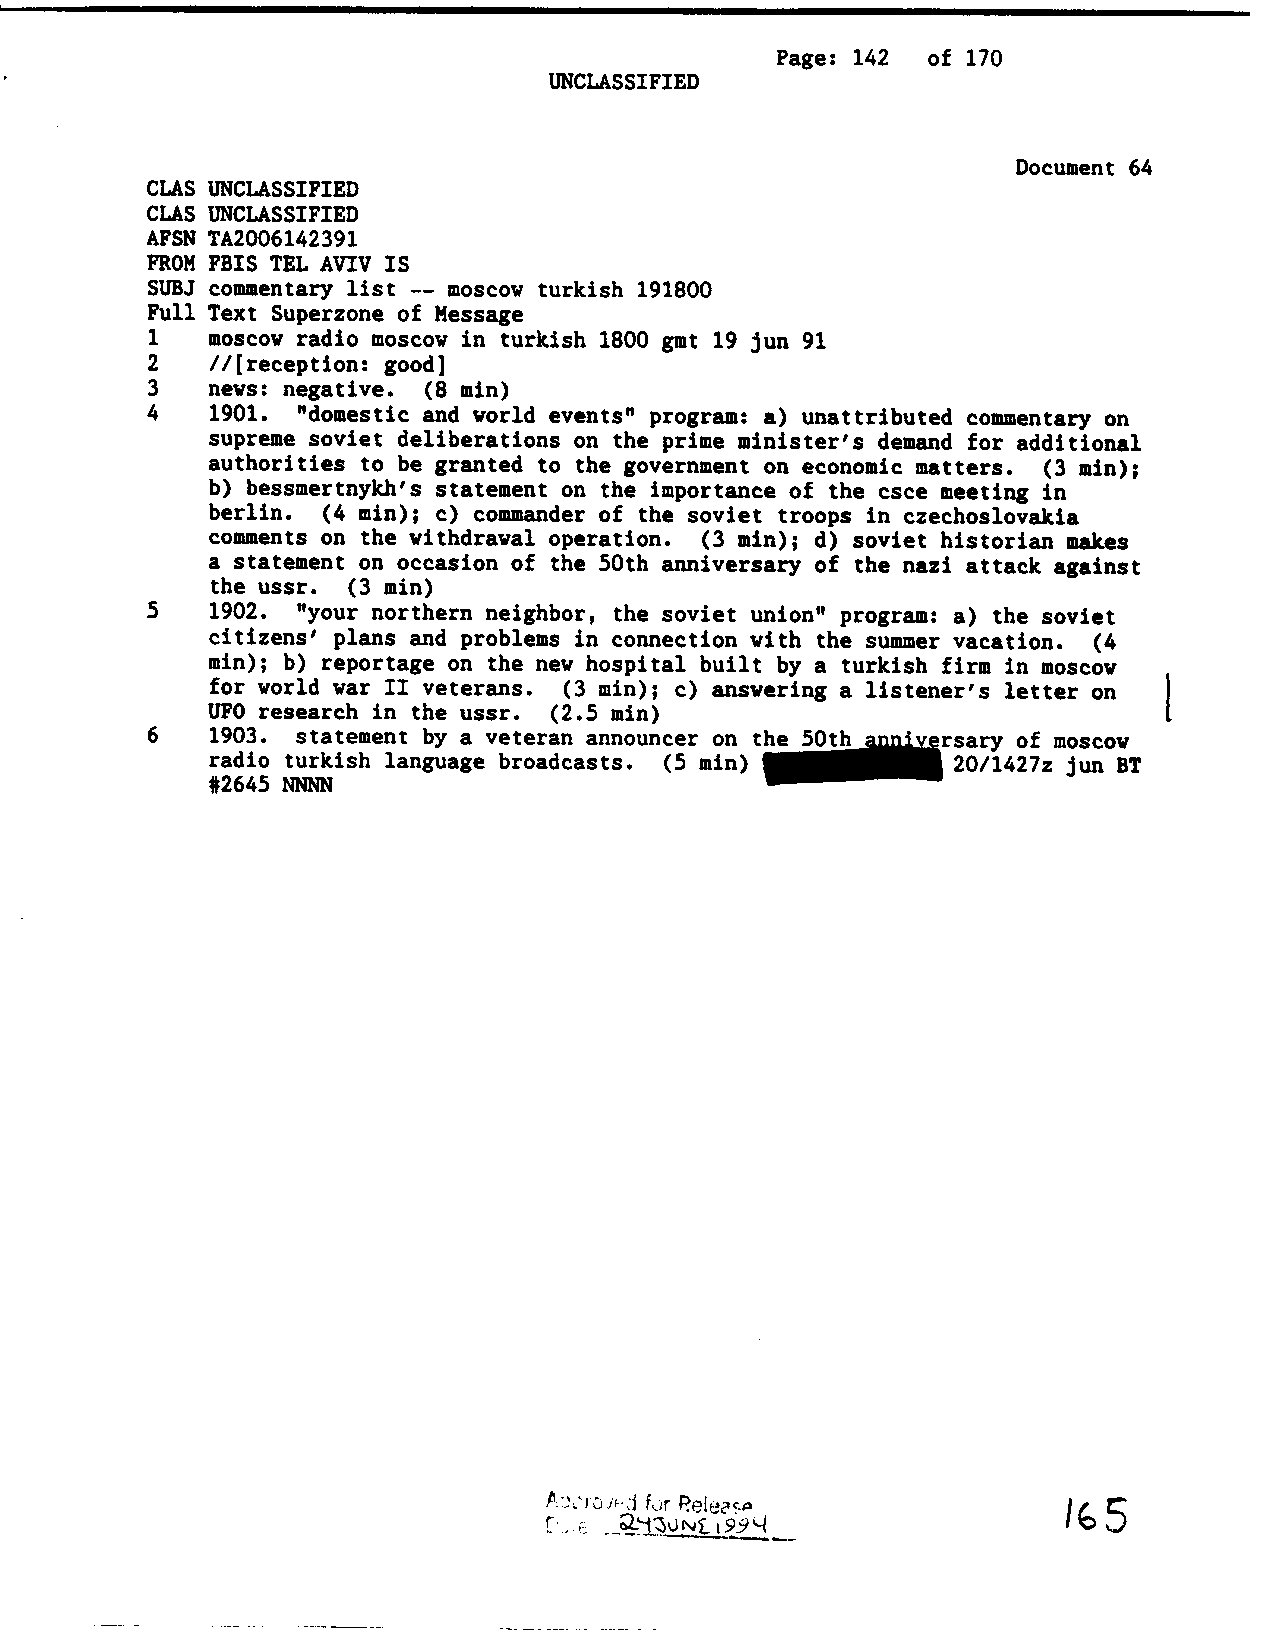 Page: 142 of 170
UNCLASSIFIED
Document 64
CLAS UNCLASSIFIED
CLAS UNCLASSIFIED
AFSN TA2006142391
FROM FBIS TEL AVIV IS
SUBJ commentary list -- moscow turkish 191800
Full Text Superzone of Message
1 moscow radio moscow in turkish 1800 gmt 19 jun 91
2 //[reception: good]
3 news: negative. (8 min)
4 1901. "domestic and world events" program: a) unattributed commentary on
supreme soviet deliberations on the prime minister's demand for additional
authorities to be granted to the government on economic matters. (3 min);
b) bessmertnykh's statement on the importance of the csce meeting in
berlin. (4 min); c) commander of the soviet troops in czechoslovakia
comments on the withdrawal operation. (3 min); d) soviet historian makes
a statement on occasion of the 50th anniversary of the nazi attack against
the ussr. (3 min)
5 1902. "your northern neighbor, the soviet union" program: a) the soviet
citizens' plans and problems in connection with the summer vacation. (4
min); b) reportage on the new hospital built by a turkish firm in moscow
for world war II veterans. (3 min); c) answering a listener's letter on
UFO research in the ussr. (2.5 min)
6 1903. statement by a veteran announcer on the 50th anniversary of moscow
radio turkish language broadcasts. (5 min) 20/1427z jun BT
#2645 NNNN
Approved for Release
Date 24 JUNE 1994
165